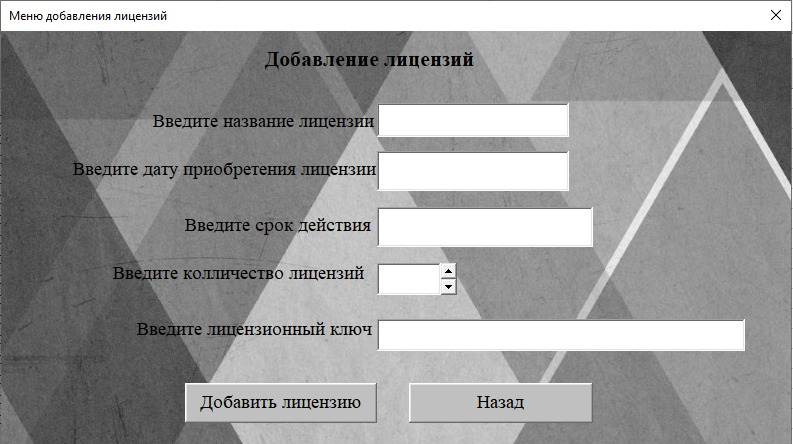 Меню добавления лицензий
Добавление лицензий
Введите название лицензии
Введите дату приобретения лицензии
Введите срок действия
Введите колличество лицензий
Введите лицензионный ключ
Добавить лицензию
Назад